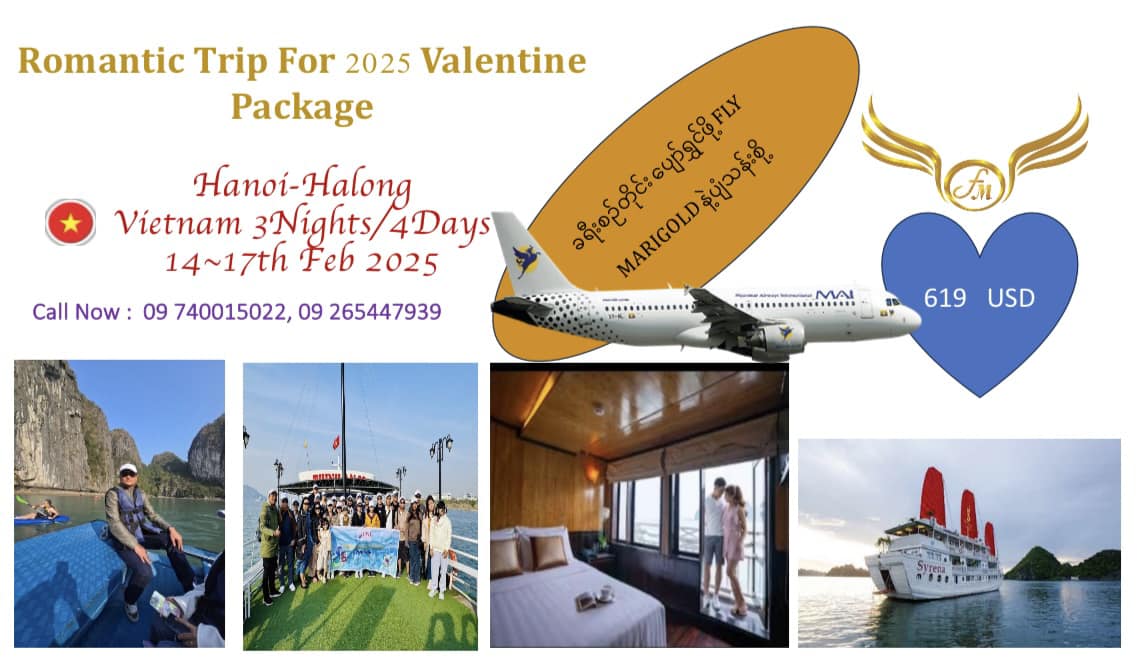 Romantic Trip For 2025 Valentine
Package
Hanoi-Halong
Vietnam 3Nights/4Days
14~17th Feb 2025
Call Now : 09 740015022, 09 265447939
ခရီးစဉ်တိုင်း ပျော်ရွှင်ဖို့ FLY
MARIGOLD နဲ့ပျံသန်းစို့
fM
Myanmar Airways International MAI
619 USD
Syrena